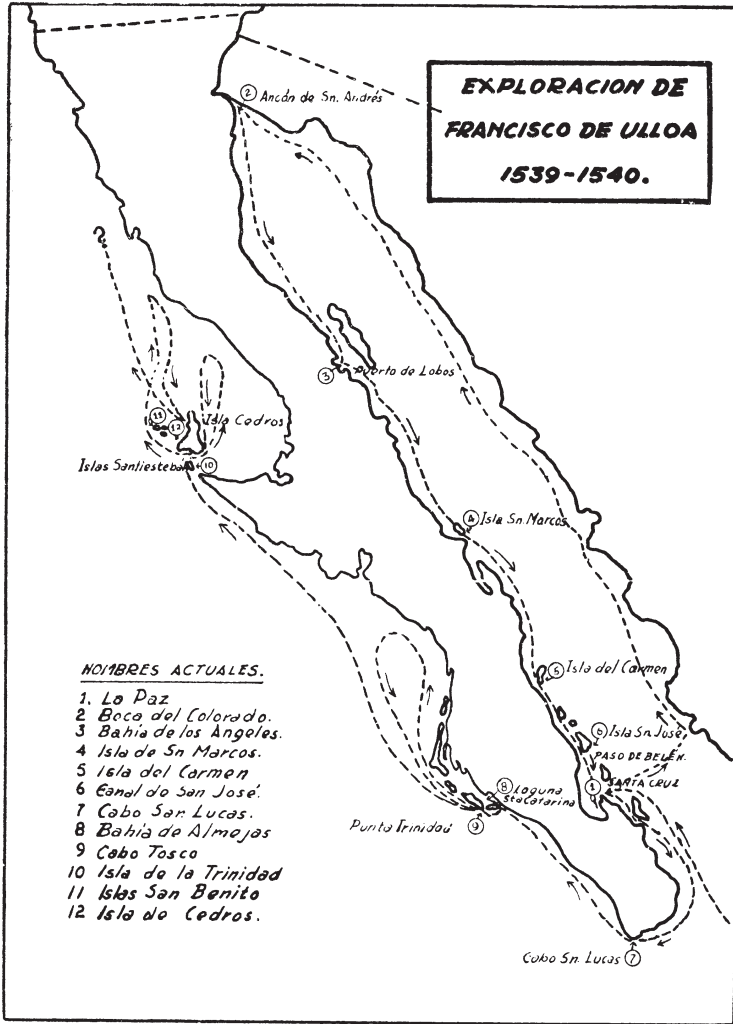 EXPLORACION DE
FRANCISCO DE ULLOA
1539-1540.
2 Ancón de Sn. Andrés
?
3 Puerto de Lobos
11
12
Isla Cedros
Islas Santiesteban
10
4 Isla Sn. Marcos
5 Isla del Carmen
6 Isla Sn. José
PASO DE BELÉN.
1 SANTA CRUZ
8 Laguna
Sta Catarina
Punta Trinidad
9
Cabo Sn. Lucas 7
NOMBRES ACTUALES.
1. La Paz
2 Boca del Colorado.
3 Bahía de los Angeles.
4 Isla de Sn Marcos.
5 Isla del Carmen
6 Canal de San José.
7 Cabo San Lucas.
8 Bahía de Almejas
9 Cabo Tosco
10 Isla de la Trinidad
11 Islas San Benito
12 Isla de Cedros.